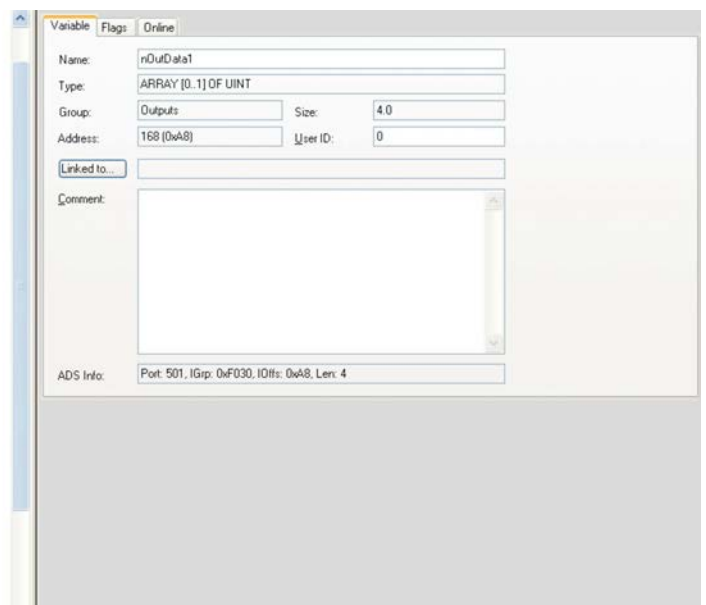 Variable Flags Online
Name: nOutData1
Type: ARRAY [0..1] OF UINT
Group: Outputs Size: 4.0
Address: 168 (0xA8) User ID: 0
Linked to...
Comment:
ADS Info: Port: 501, IGrp: 0xF030, IOffs: 0xA8, Len: 4